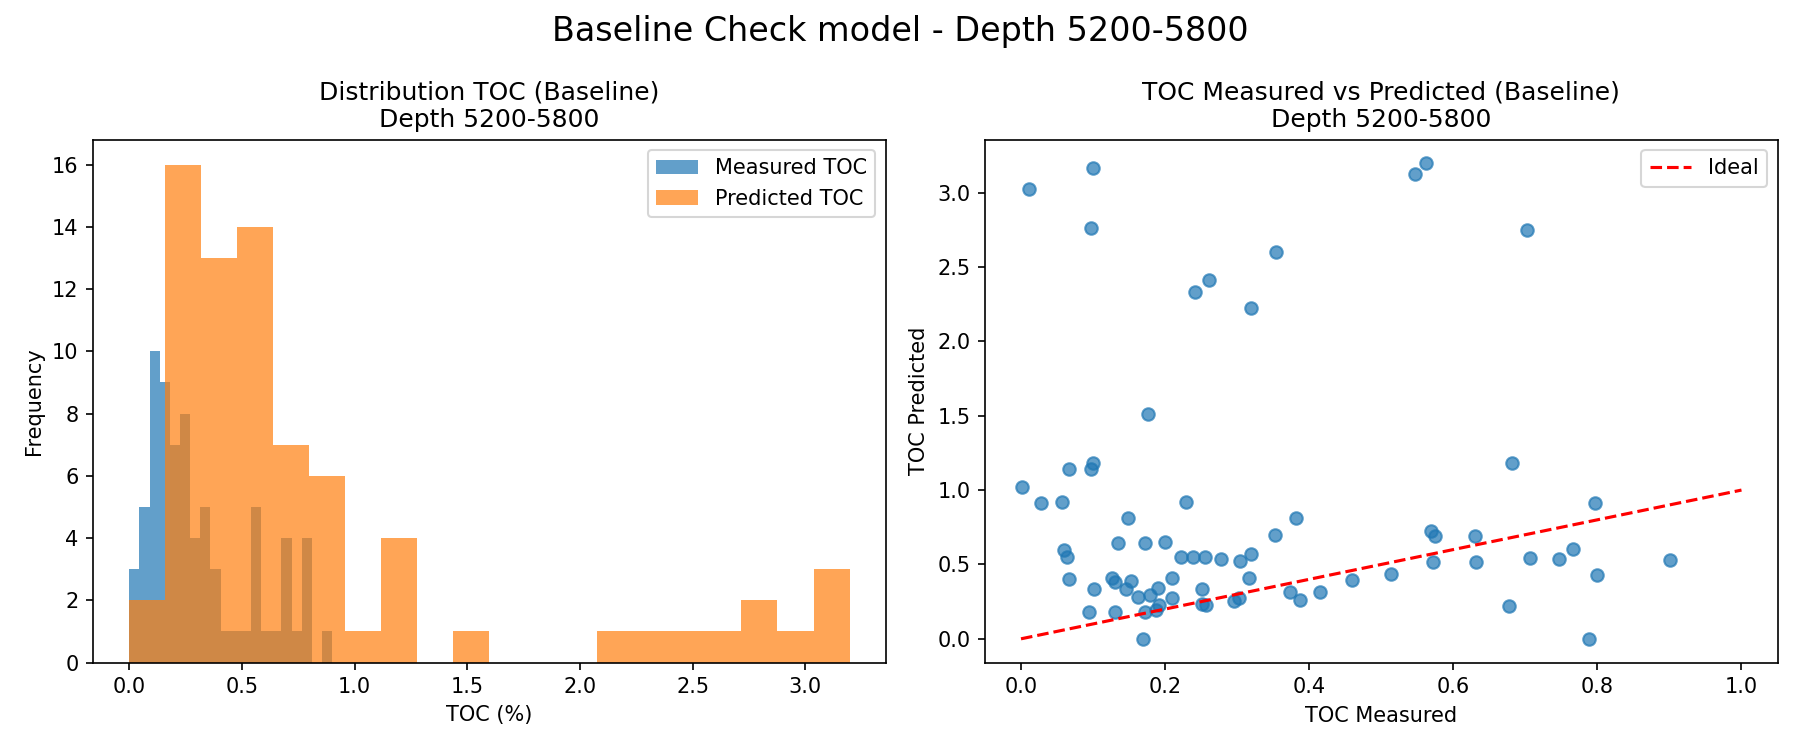 Baseline Check model - Depth 5200-5800
Distribution TOC (Baseline)
Depth 5200-5800
Measured TOC
Predicted TOC
Frequency
16
14
12
10
8
6
4
2
0
0.0 0.5 1.0 1.5 2.0 2.5 3.0
TOC (%)
TOC Measured vs Predicted (Baseline)
Depth 5200-5800
Ideal
TOC Predicted
3.0
2.5
2.0
1.5
1.0
0.5
0.0
0.0 0.2 0.4 0.6 0.8 1.0
TOC Measured